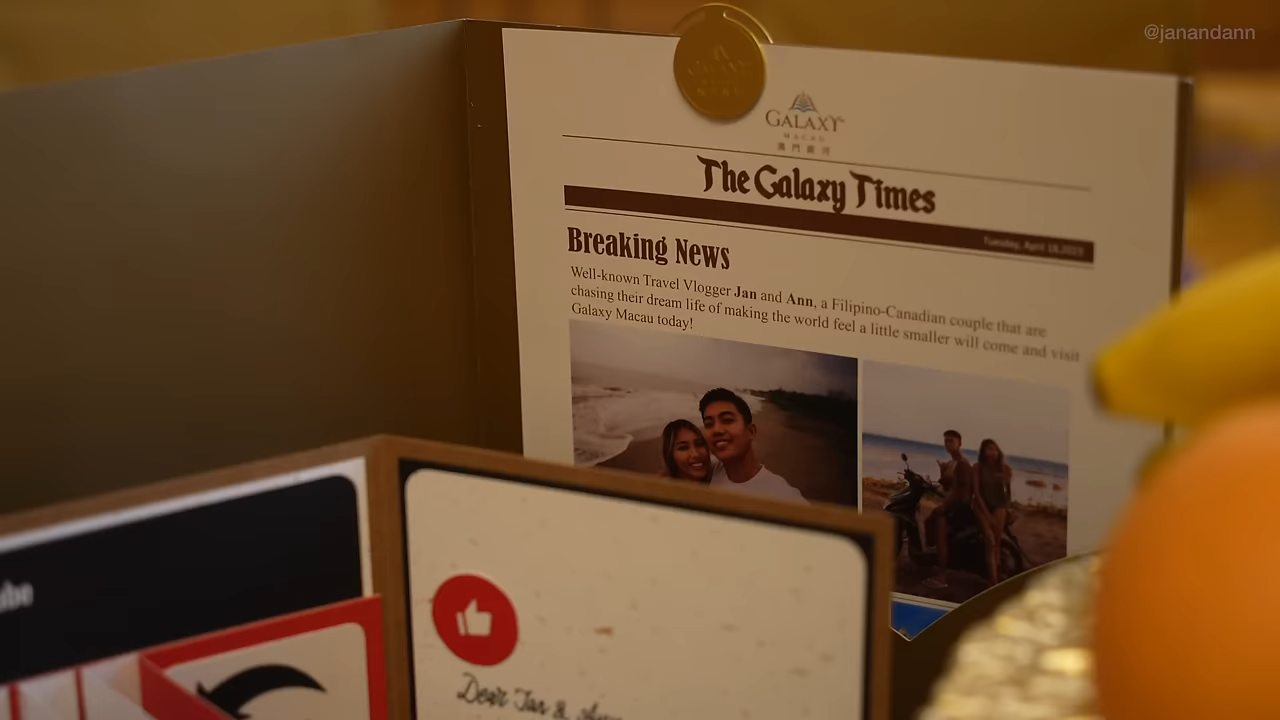 @janandann
GALAXY
MACAU
澳門銀河
The Galaxy Times
Tuesday, April 18, 2023
Breaking News
Well-known Travel Vlogger Jan and Ann, a Filipino-Canadian couple that are
chasing their dream life of making the world feel a little smaller will come and visit
Galaxy Macau today!
Dear Jan &